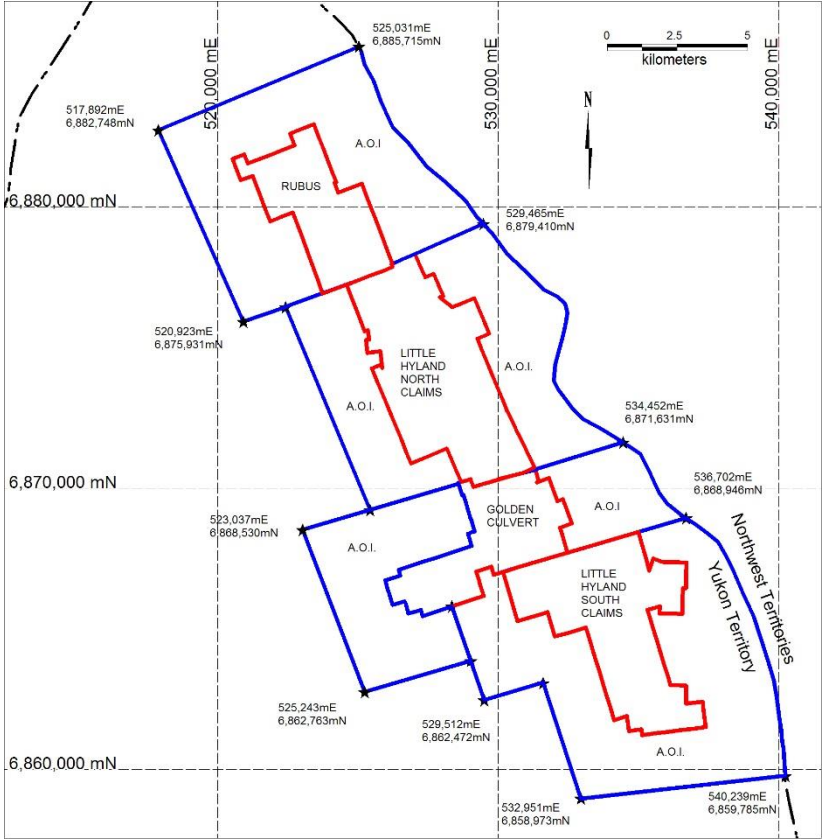 525,031mE
6,885,715mN
0 2.5 5
kilometers
520,000 mE
530,000 mE
540,000 mE
517,892mE
6,882,748mN
N
A.O.I
RUBUS
6,880,000 mN
529,465mE
6,879,410mN
520,923mE
6,875,931mN
LITTLE
HYLAND
NORTH
CLAIMS
A.O.I.
A.O.I.
534,452mE
6,871,631mN
6,870,000 mN
536,702mE
6,868,946mN
GOLDEN
CULVERT
A.O.I
523,037mE
6,868,530mN
A.O.I.
Northwest Territories
Yukon Territory
LITTLE
HYLAND
SOUTH
CLAIMS
525,243mE
6,862,763mN
529,512mE
6,862,472mN
A.O.I.
6,860,000 mN
532,951mE
6,858,973mN
540,239mE
6,859,785mN